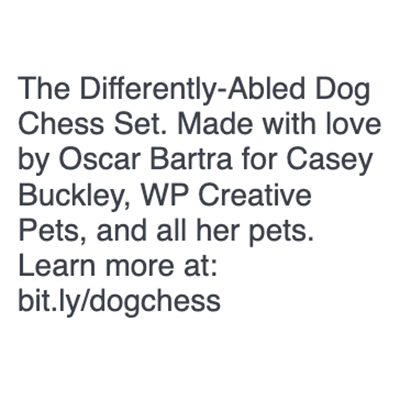 The Differently-Abled Dog
Chess Set. Made with love
by Oscar Bartra for Casey
Buckley, WP Creative
Pets, and all her pets.
Learn more at:
bit.ly/dogchess